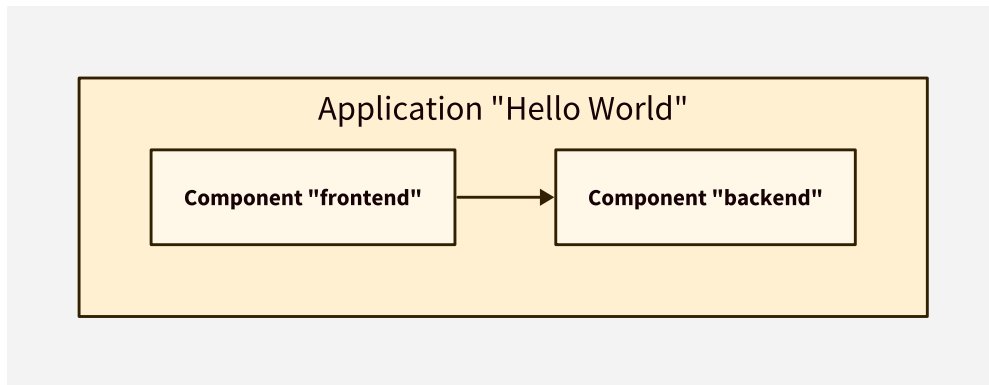 Application "Hello World"
Component "frontend"
Component "backend"